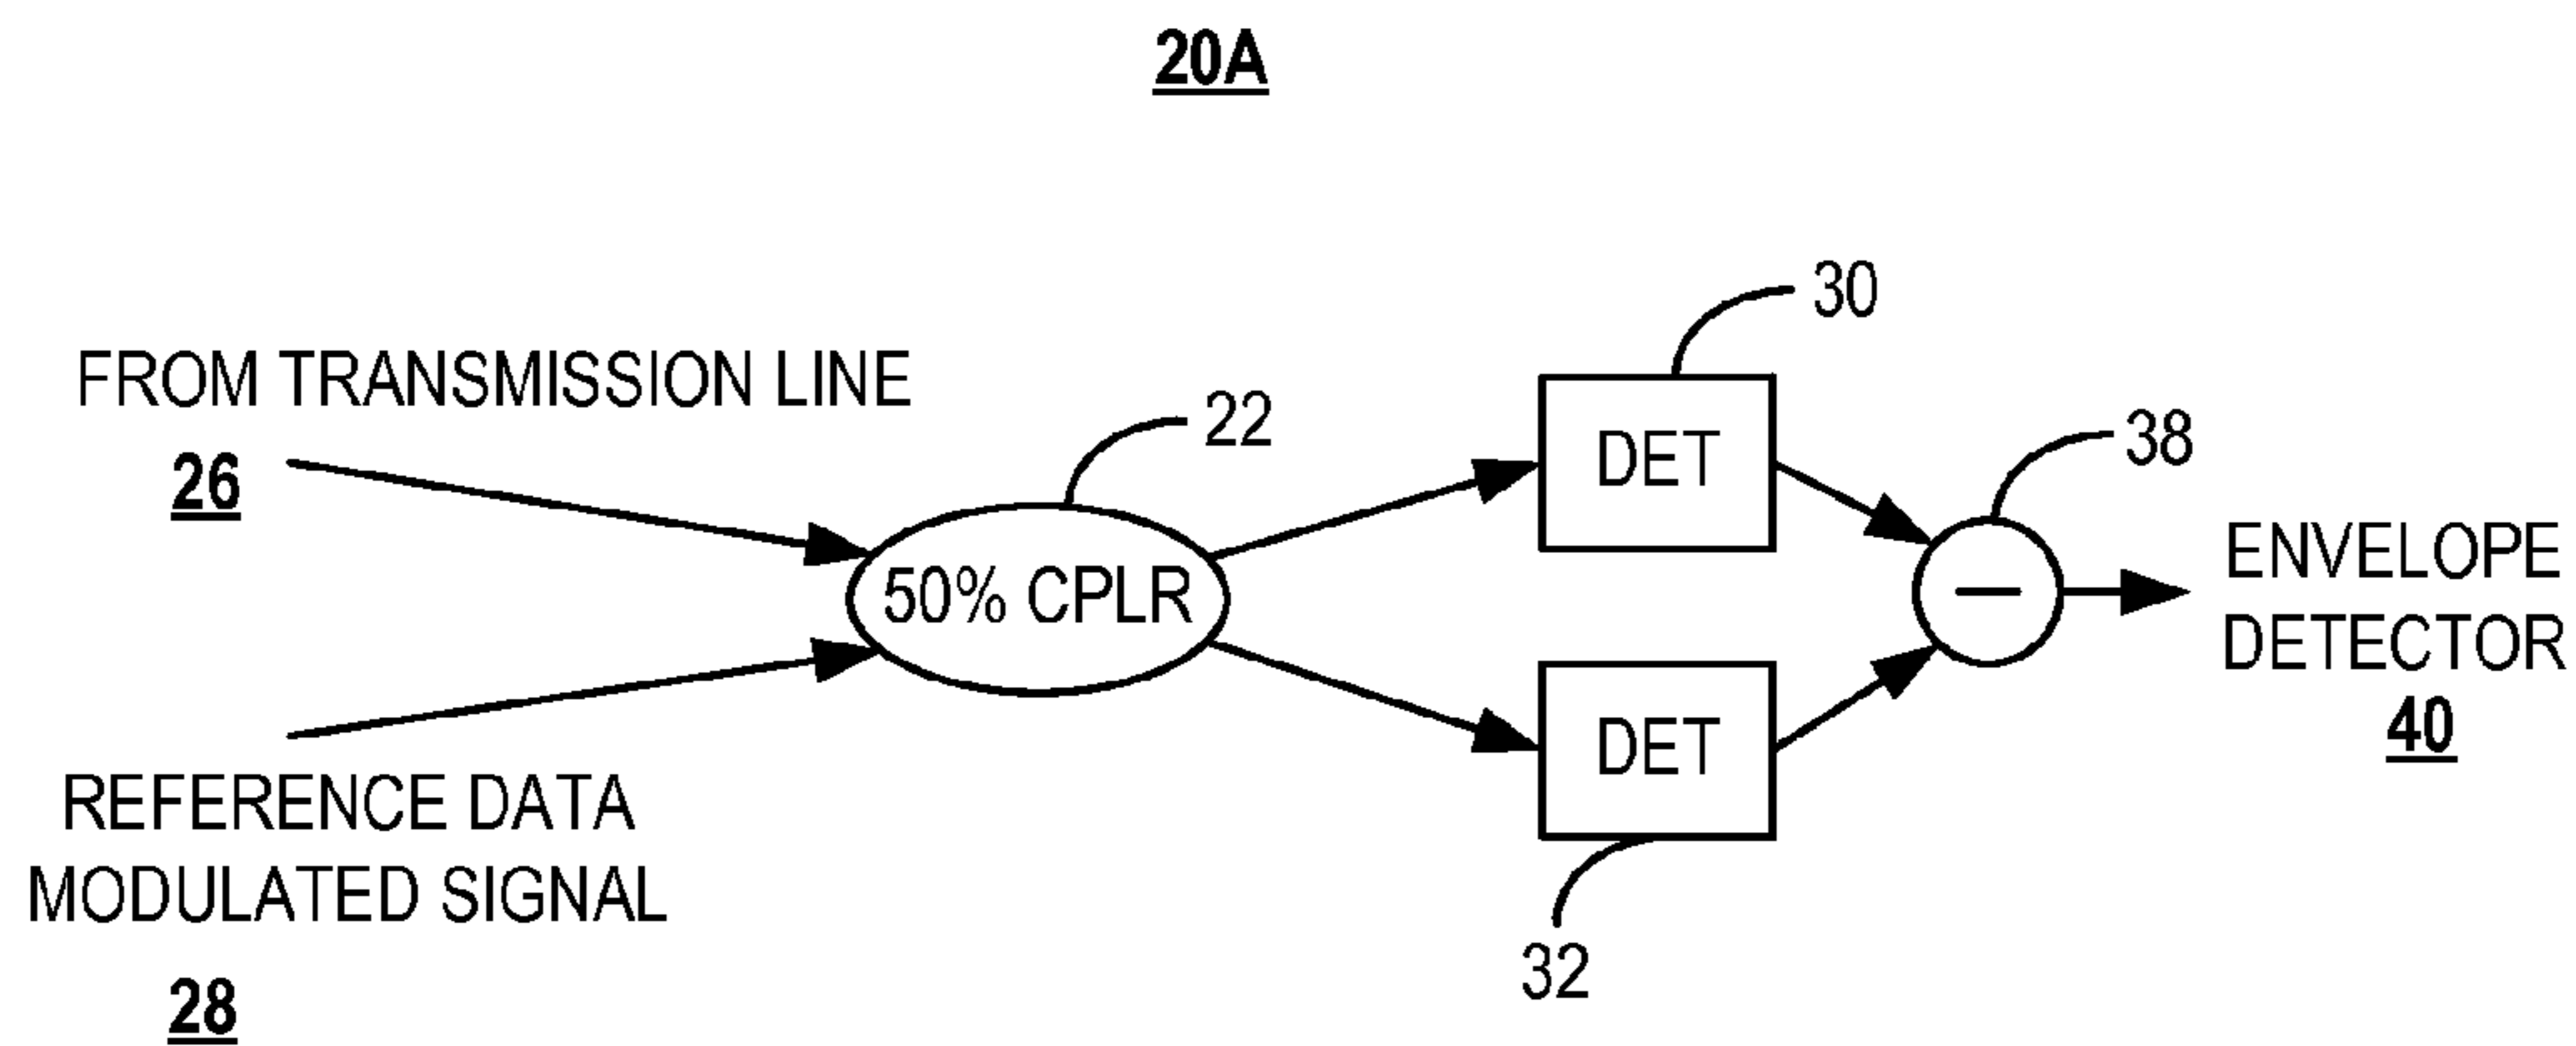 20A
30
FROM TRANSMISSION LINE
26
22
DET
38
50% CPLR
ENVELOPE
DETECTOR
40
DET
REFERENCE DATA
MODULATED SIGNAL
28
32